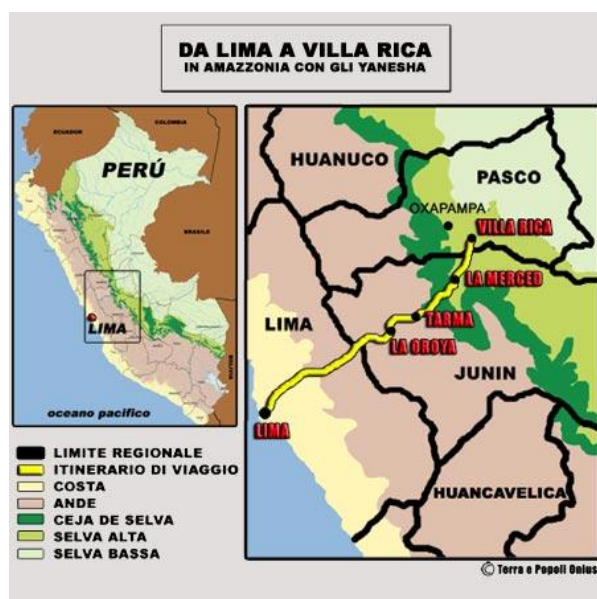 DA LIMA A VILLA RICA
IN AMAZZONIA CON GLI YANESHA
ECUADOR
COLOMBIA
PERÚ
BRASILE
LIMA
BOLIVIA
oceano pacifico
HUANUCO
PASCO
OXAPAMPA
VILLA RICA
LA MERCED
LIMA
TARMA
LA OROYA
JUNIN
LIMA
HUANCAVELICA
LIMITE REGIONALE
ITINERARIO DI VIAGGIO
COSTA
ANDE
CEJA DE SELVA
SELVA ALTA
SELVA BASSA
© Terra e Popoli Onlus